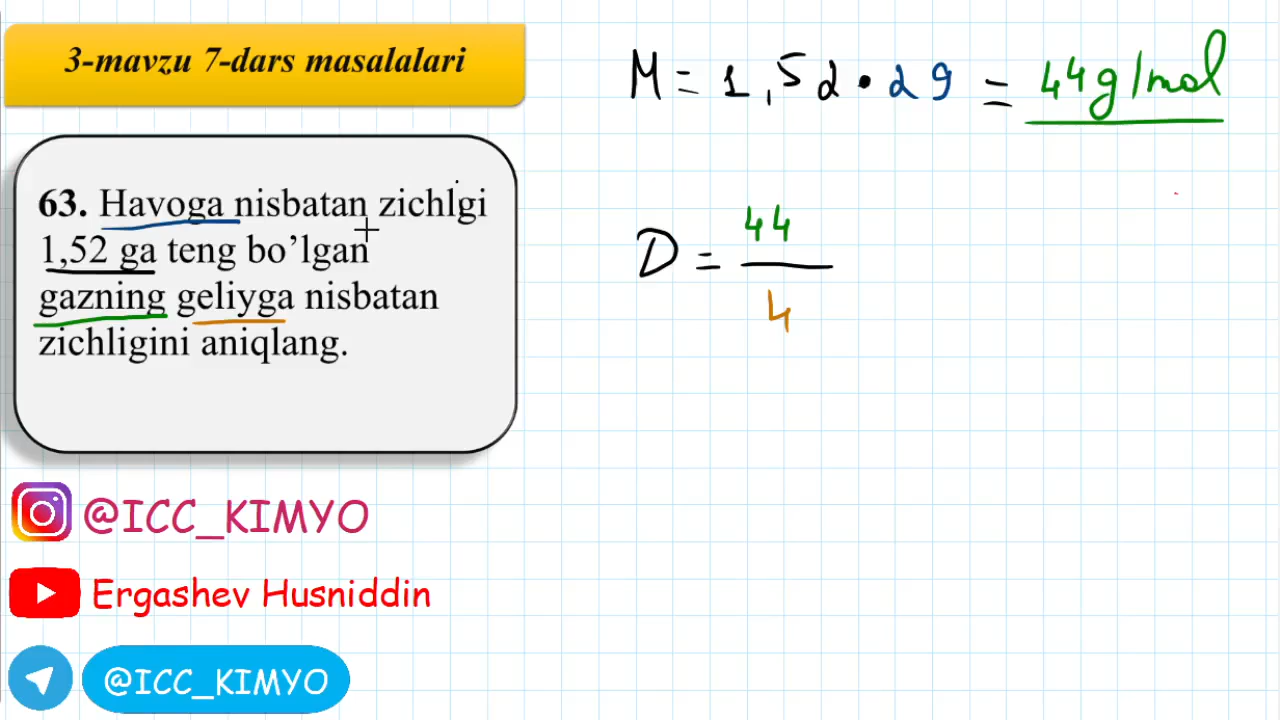 3-mavzu 7-dars masalalari
63. Havoga nisbatan zichlgi
1,52 ga teng bo’lgan
gazning geliyga nisbatan
zichligini aniqlang.
M = 1,52 • 29 = 44g/mol
D = 44
4
@ICC_KIMYO
Ergashev Husniddin
@ICC_KIMYO